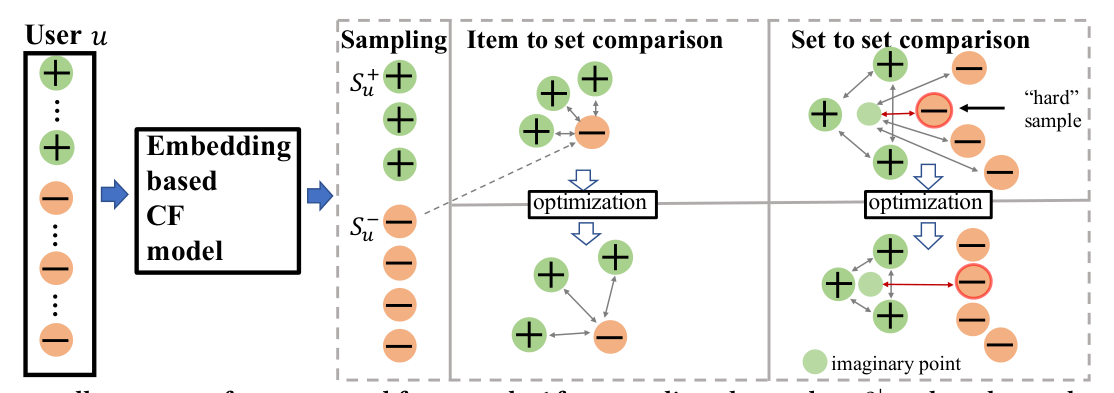 User u
Embedding
based
CF
model
Sampling
S_u^+
S_u^-
Item to set comparison
optimization
Set to set comparison
"hard"
sample
optimization
imaginary point